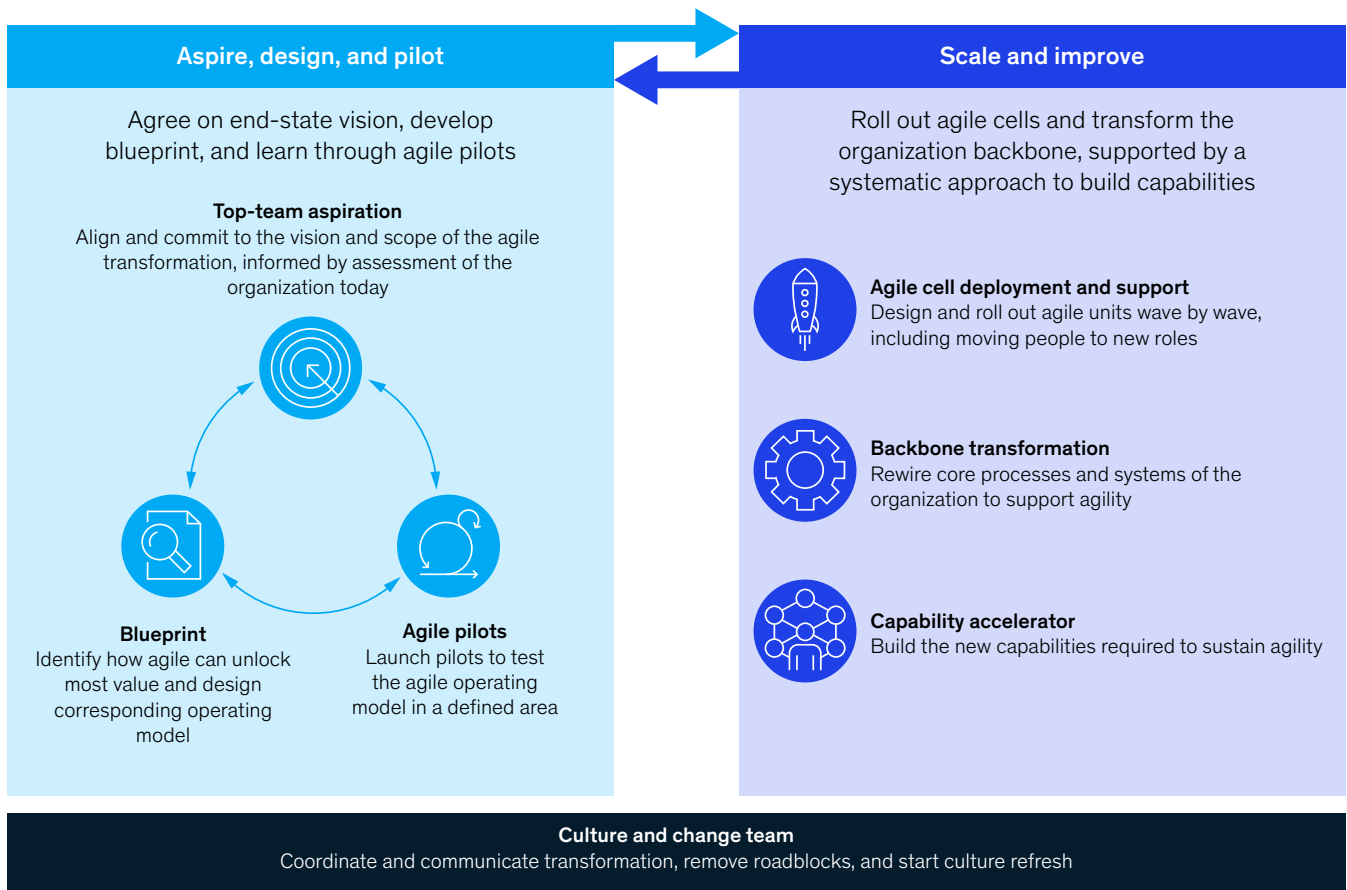 Aspire, design, and pilot
Agree on end-state vision, develop
blueprint, and learn through agile pilots
Top-team aspiration
Align and commit to the vision and scope of the agile
transformation, informed by assessment of the
organization today
Blueprint
Identify how agile can unlock
most value and design
corresponding operating
model
Agile pilots
Launch pilots to test
the agile operating
model in a defined area
Scale and improve
Roll out agile cells and transform the
organization backbone, supported by a
systematic approach to build capabilities
Agile cell deployment and support
Design and roll out agile units wave by wave,
including moving people to new roles
Backbone transformation
Rewire core processes and systems of the
organization to support agility
Capability accelerator
Build the new capabilities required to sustain agility
Culture and change team
Coordinate and communicate transformation, remove roadblocks, and start culture refresh